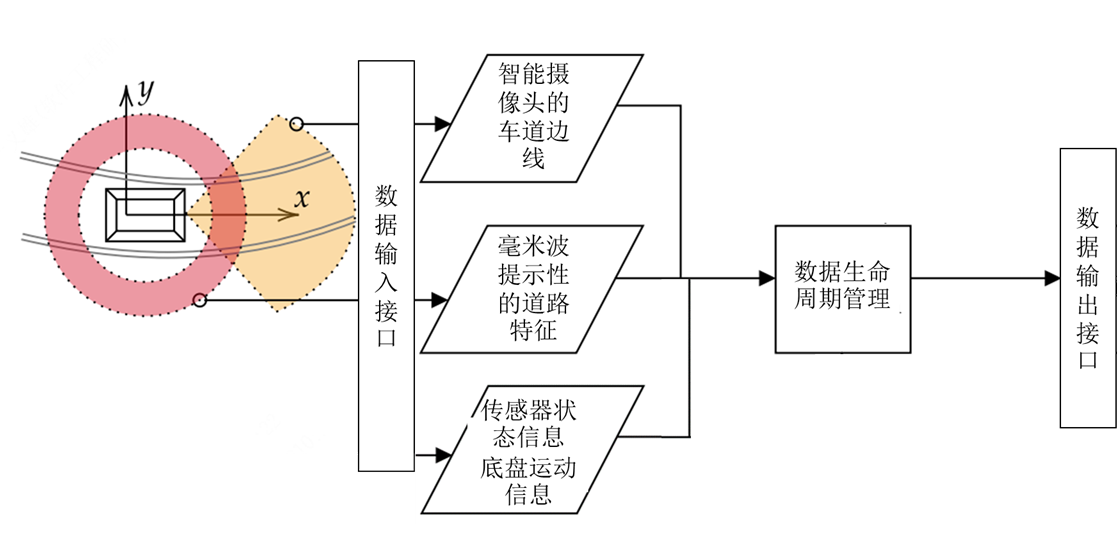 y
x
数
据
输
入
接
口
智能摄
像头的
车道边
线
毫米波
提示性
的道路
特征
传感器状
态信息
底盘运动
信息
数据生命
周期管理
数
据
输
出
接
口